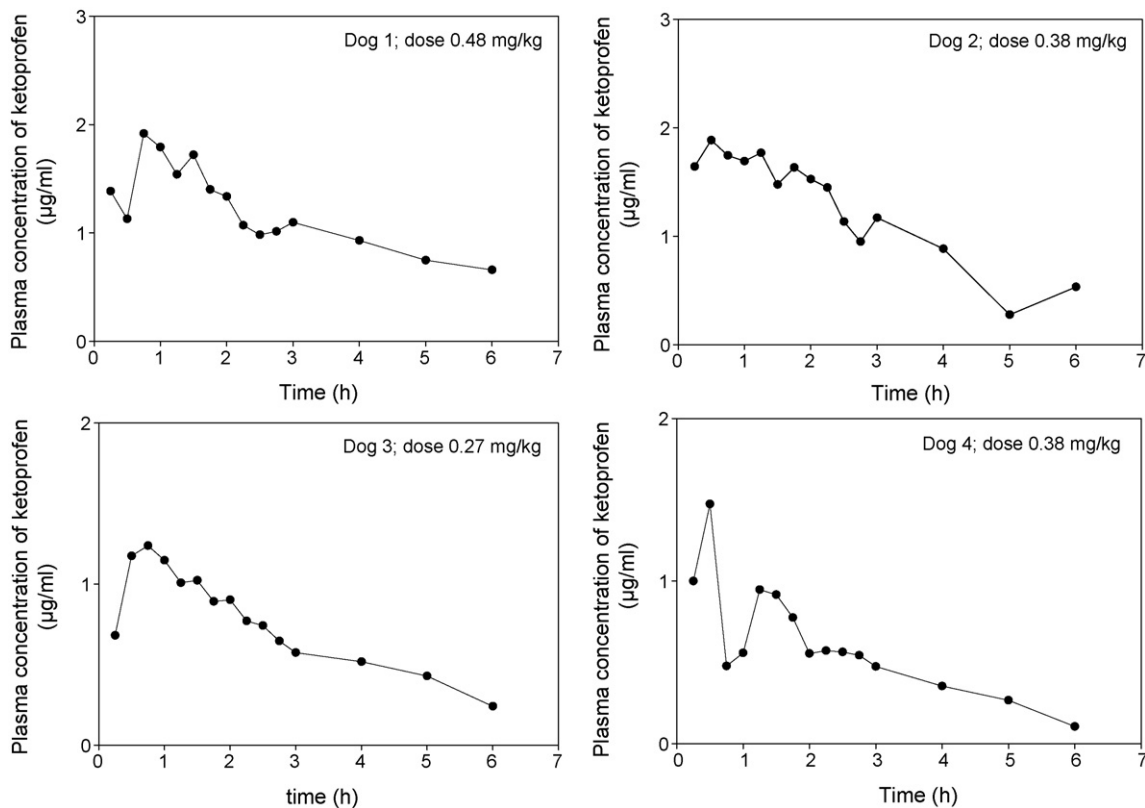 Dog 1; dose 0.48 mg/kg
Plasma concentration of ketoprofen
(µg/ml)
3
2
1
0
0 1 2 3 4 5 6 7
Time (h)
Dog 2; dose 0.38 mg/kg
Plasma concentration of ketoprofen
(µg/ml)
3
2
1
0
0 1 2 3 4 5 6 7
Time (h)
Dog 3; dose 0.27 mg/kg
Plasma concentration of ketoprofen
(µg/ml)
2
1
0
0 1 2 3 4 5 6 7
time (h)
Dog 4; dose 0.38 mg/kg
Plasma concentration of ketoprofen
(µg/ml)
2
1
0
0 1 2 3 4 5 6 7
Time (h)